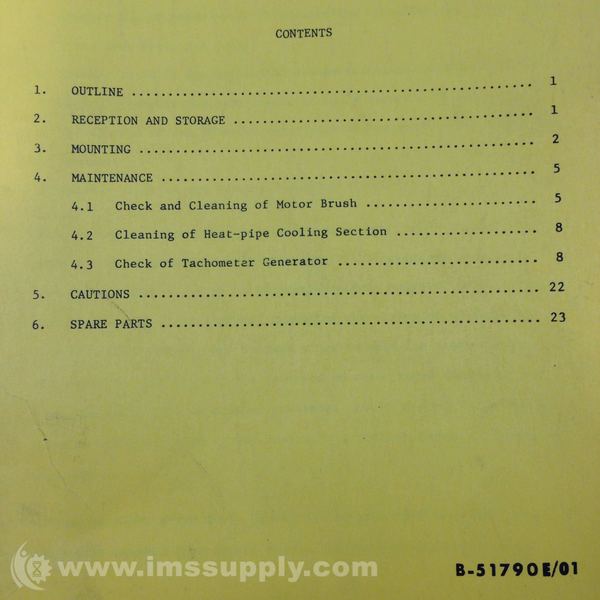 CONTENTS
1. OUTLINE ........................................................ 1
2. RECEPTION AND STORAGE .......................................... 1
3. MOUNTING ....................................................... 2
4. MAINTENANCE .................................................... 5
4.1 Check and Cleaning of Motor Brush ........................ 5
4.2 Cleaning of Heat-pipe Cooling Section .................... 8
4.3 Check of Tachometer Generator ............................ 8
5. CAUTIONS ....................................................... 22
6. SPARE PARTS .................................................... 23
www.imssupply.com
B-51790E/01